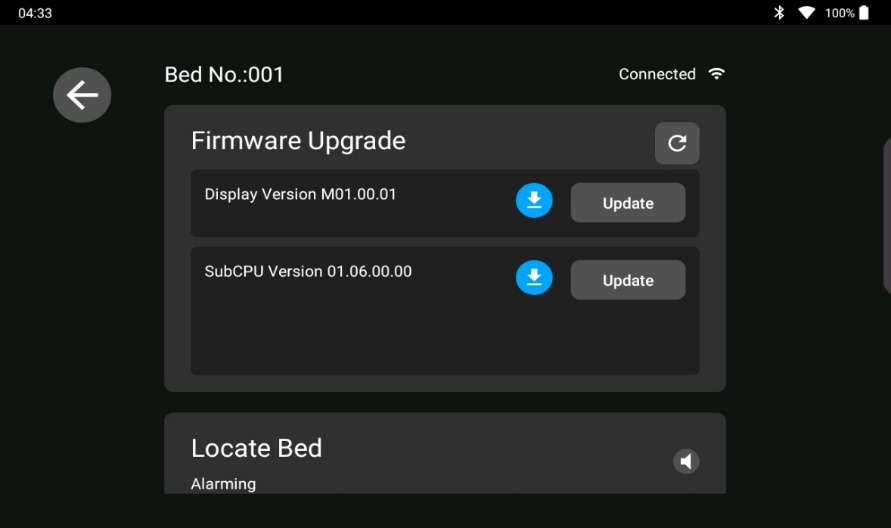 04:33
100%
Bed No.:001
Connected
Firmware Upgrade
Display Version M01.00.01
Update
SubCPU Version 01.06.00.00
Update
Locate Bed
Alarming